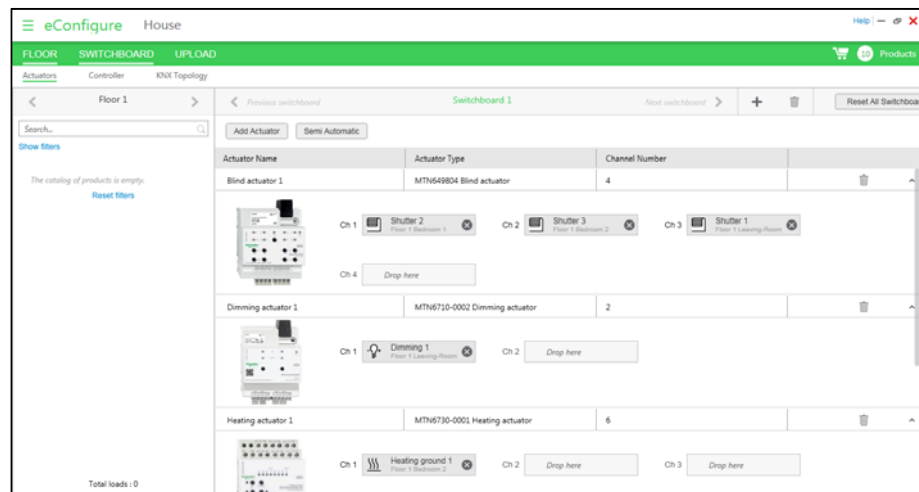 eConfigure House Help
FLOOR SWITCHBOARD UPLOAD 10 Products
Actuators Controller KNX Topology
Floor 1 Previous switchboard Switchboard 1 Next switchboard Reset All Switchboa
Search... Add Actuator Semi Automatic
Show filters
Actuator Name Actuator Type Channel Number
The catalog of products is empty.
Reset filters
Blind actuator 1 MTN649804 Blind actuator 4
Ch 1 Shutter 2 Ch 2 Shutter 3 Ch 3 Shutter 1
Floor 1 Bedroom 1 Floor 1 Bedroom 2 Floor 1 Leaving-Room
Ch 4 Drop here
Dimming actuator 1 MTN6710-0002 Dimming actuator 2
Ch 1 Dimming 1 Ch 2 Drop here
Floor 1 Leaving-Room
Heating actuator 1 MTN6730-0001 Heating actuator 6
Ch 1 Heating ground 1 Ch 2 Drop here Ch 3 Drop here
Floor 1 Bedroom 2
Total loads : 0